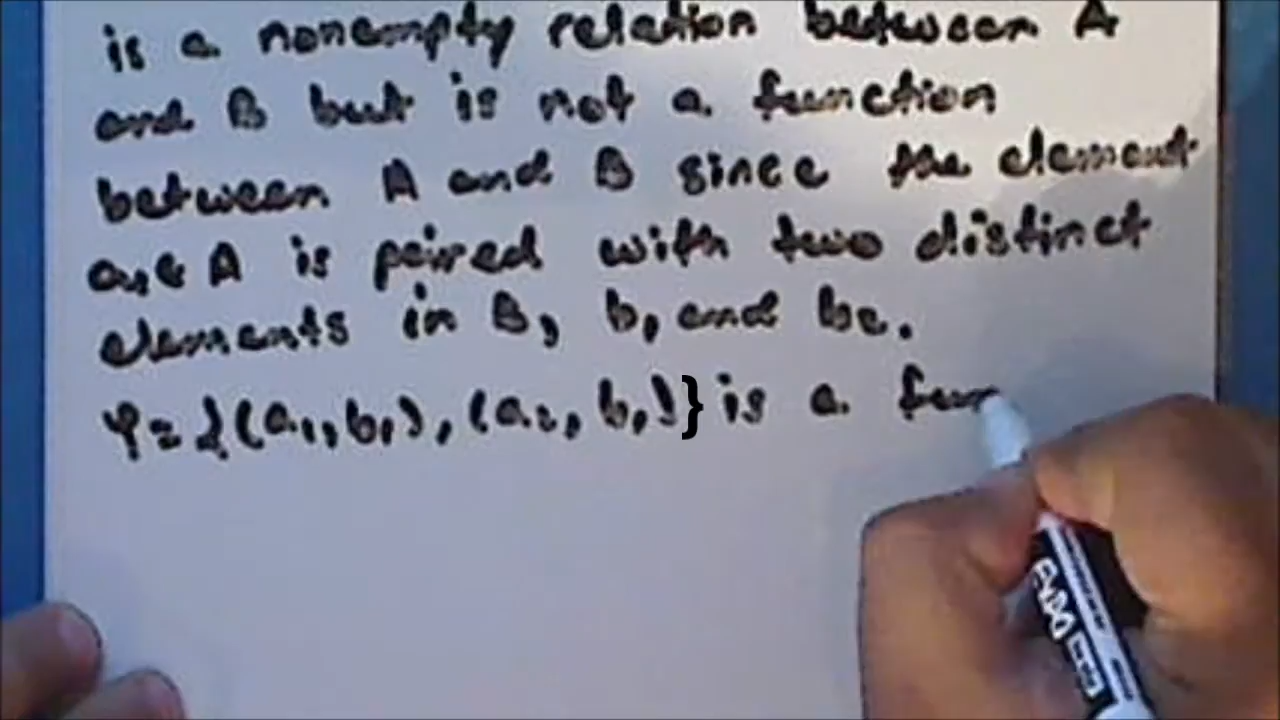 is a nonempty relation between A
and B but is not a function
between A and B since the element
a₁∈A is paired with two distinct
elements in B, b₁ and b₂.
φ={(a₁,b₁),(a₂,b₁)} is a fun
EXPO